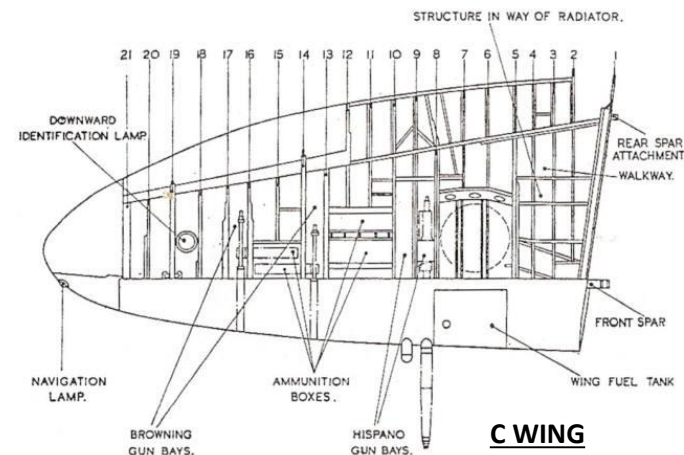 STRUCTURE IN WAY OF RADIATOR.
21 20 19 18 17 16 15 14 13 12 11 10 9 8 7 6 5 4 3 2 1
DOWNWARD
IDENTIFICATION LAMP.
REAR SPAR
ATTACHMENT
WALKWAY.
FRONT SPAR
NAVIGATION
LAMP.
AMMUNITION
BOXES.
WING FUEL TANK
BROWNING
GUN BAYS.
HISPANO
GUN BAYS.
C WING